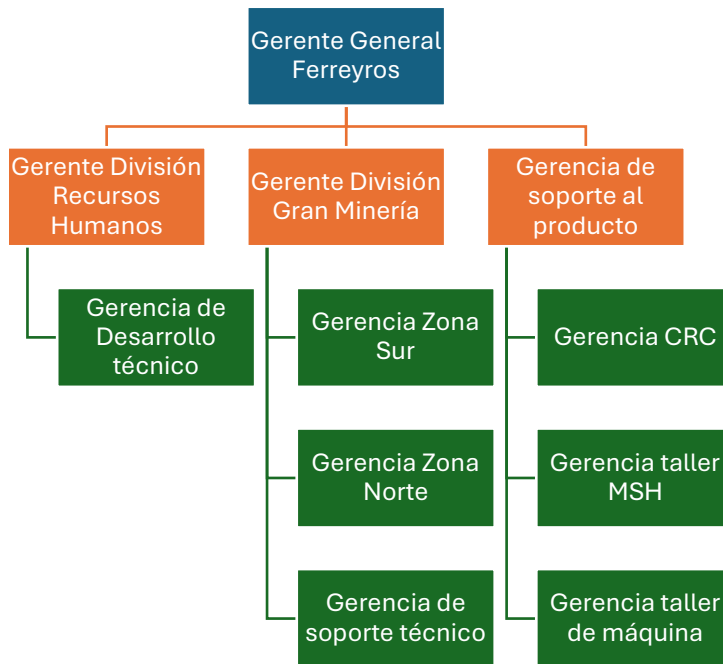 Gerente General
Ferreyros
Gerente División
Recursos
Humanos
Gerente División
Gran Minería
Gerencia de
soporte al
producto
Gerencia de
Desarrollo
técnico
Gerencia Zona
Sur
Gerencia CRC
Gerencia Zona
Norte
Gerencia taller
MSH
Gerencia de
soporte técnico
Gerencia taller
de máquina